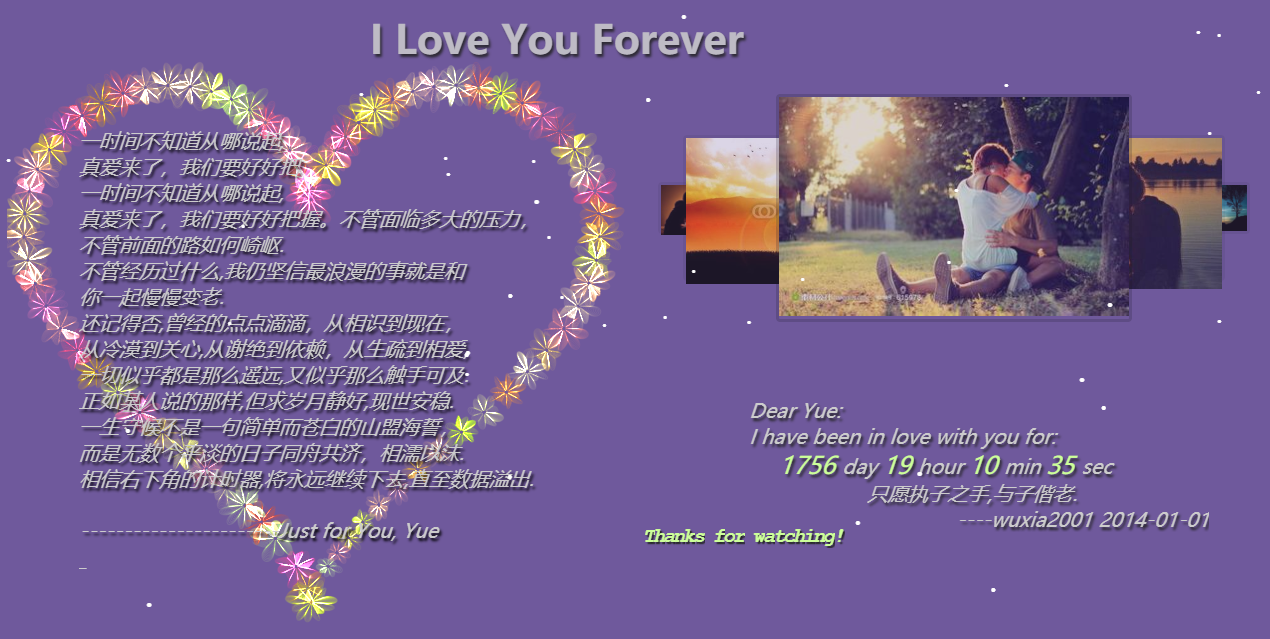 I Love You Forever
一时间不知道从哪说起,
真爱来了，我们要好好把
一时间不知道从哪说起,
真爱来了，我们要好好把握。不管面临多大的压力,
不管前面的路如何崎岖.
不管经历过什么,我仍坚信最浪漫的事就是和
你一起慢慢变老.
还记得否,曾经的点点滴滴，从相识到现在,
从冷漠到关心,从谢绝到依赖，从生疏到相爱.
一切似乎都是那么遥远,又似乎那么触手可及.
正如某人说的那样,但求岁月静好,现世安稳.
一生守候不是一句简单而苍白的山盟海誓,
而是无数个平淡的日子同舟共济，相濡以沫.
相信右下角的计时器,将永远继续下去,直至数据溢出.
----------------------Just for You, Yue
_
Dear Yue:
I have been in love with you for:
1756 day 19 hour 10 min 35 sec
只愿执子之手,与子偕老.
----wuxia2001 2014-01-01
Thanks for watching!